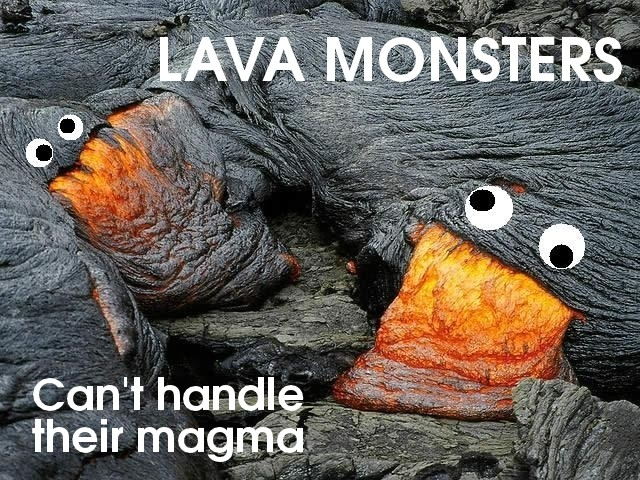 LAVA MONSTERS
Can't handle
their magma